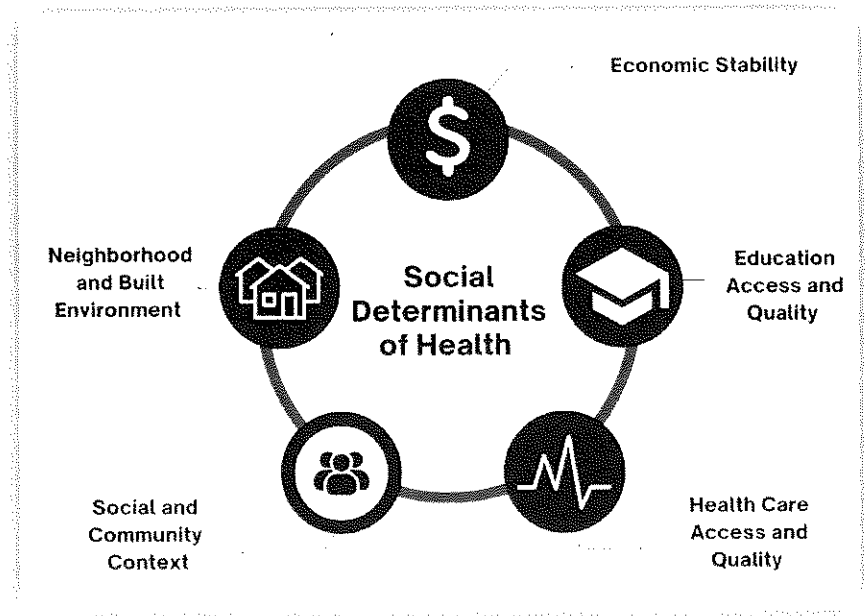 Economic Stability
$
Education
Access and
Quality
Health Care
Access and
Quality
Social and
Community
Context
Neighborhood
and Built
Environment
Social
Determinants
of Health